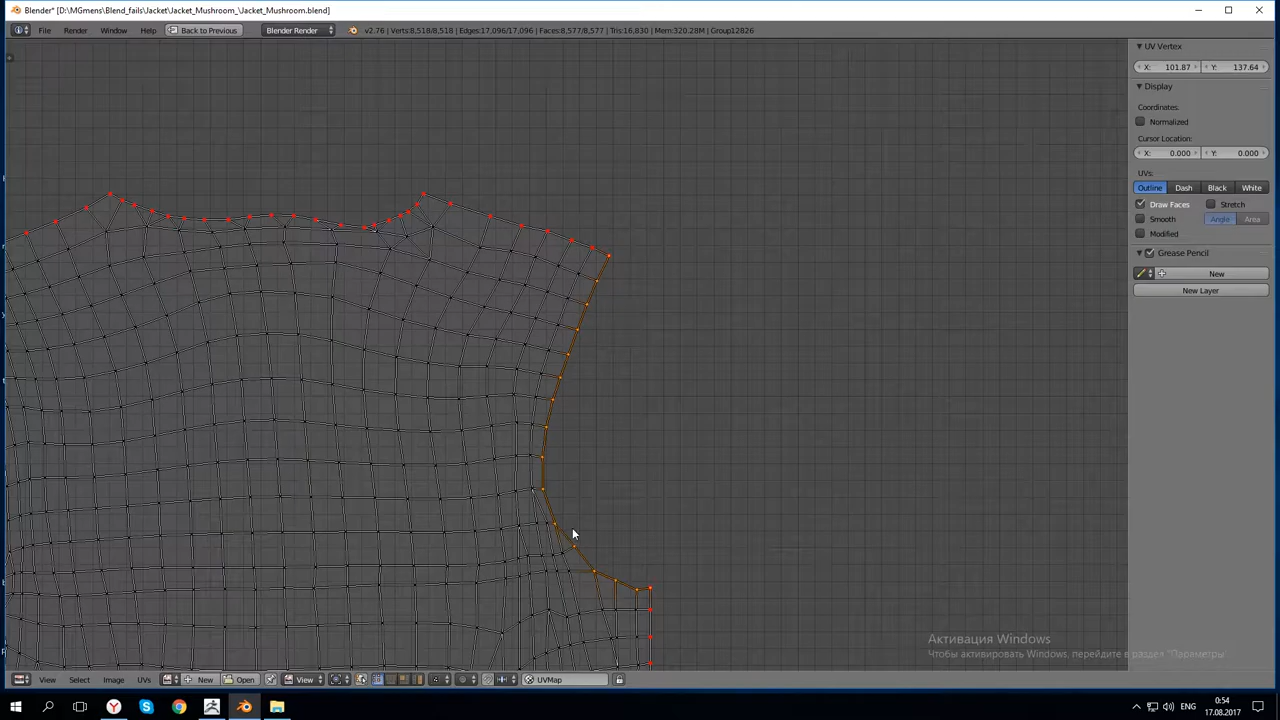 Blender* [D:\MGmens\Blend_fails\Jacket\Jacket_Mushroom_\Jacket_Mushroom.blend]
File Render Window Help Back to Previous Blender Render v2.76 | Verts:8,518/8,518 | Edges:17,096/17,096 | Faces:8,577/8,577 | Tris:16,830 | Mem:320.28M | Group12826
UV Vertex
X: 101.87 Y: 137.64
Display
Coordinates:
Normalized
Cursor Location:
X: 0.000 Y: 0.000
UVs:
Outline Dash Black White
Draw Faces Stretch
Smooth Angle Area
Modified
Grease Pencil
New
New Layer
Активация Windows
Чтобы активировать Windows, перейдите в раздел "Параметры
View Select Image UVs New Open View UVMap
ENG
0:54
17.08.2017